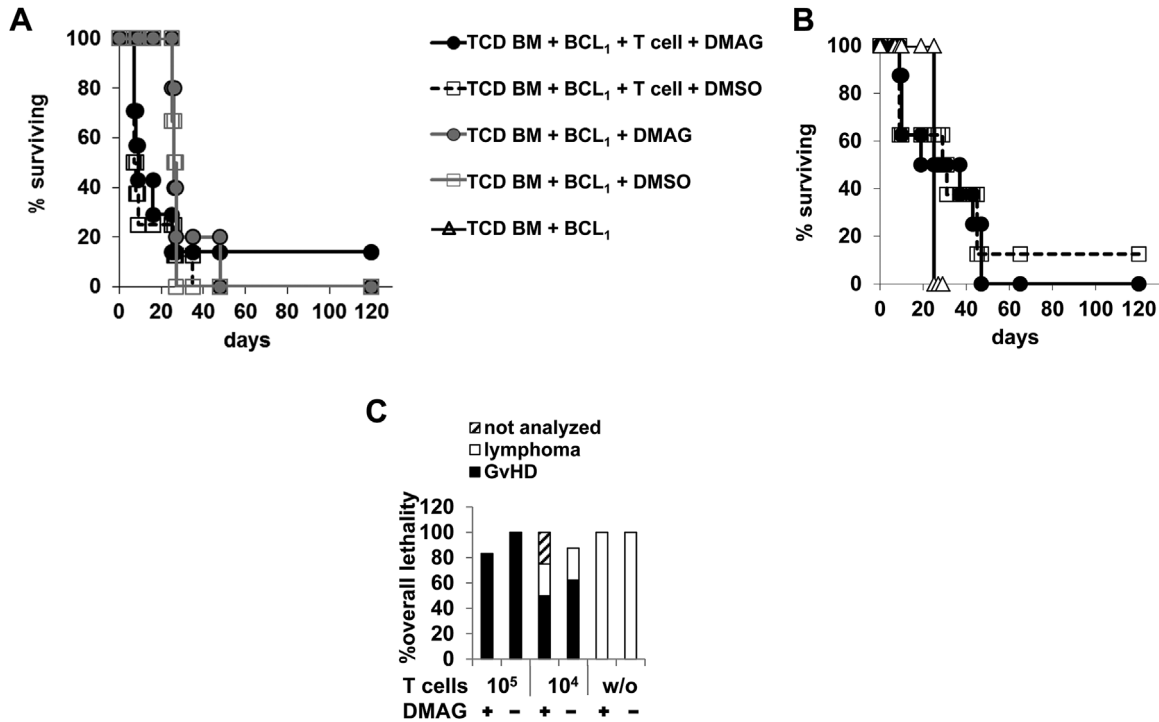 A
% surviving
100
80
60
40
20
0
0 20 40 60 80 100 120
days
TCD BM + BCL₁ + T cell + DMAG
TCD BM + BCL₁ + T cell + DMSO
TCD BM + BCL₁ + DMAG
TCD BM + BCL₁ + DMSO
TCD BM + BCL₁
B
% surviving
100
80
60
40
20
0
0 20 40 60 80 100 120
days
C
not analyzed
lymphoma
GvHD
%overall lethality
120
100
80
60
40
20
0
T cells 10⁵ 10⁴ w/o
DMAG + − + − + −